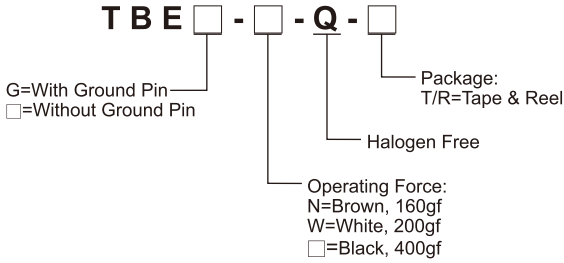 TBE□-□-Q-□
G=With Ground Pin
□=Without Ground Pin
Package:
T/R=Tape & Reel
Halogen Free
Operating Force:
N=Brown, 160gf
W=White, 200gf
□=Black, 400gf